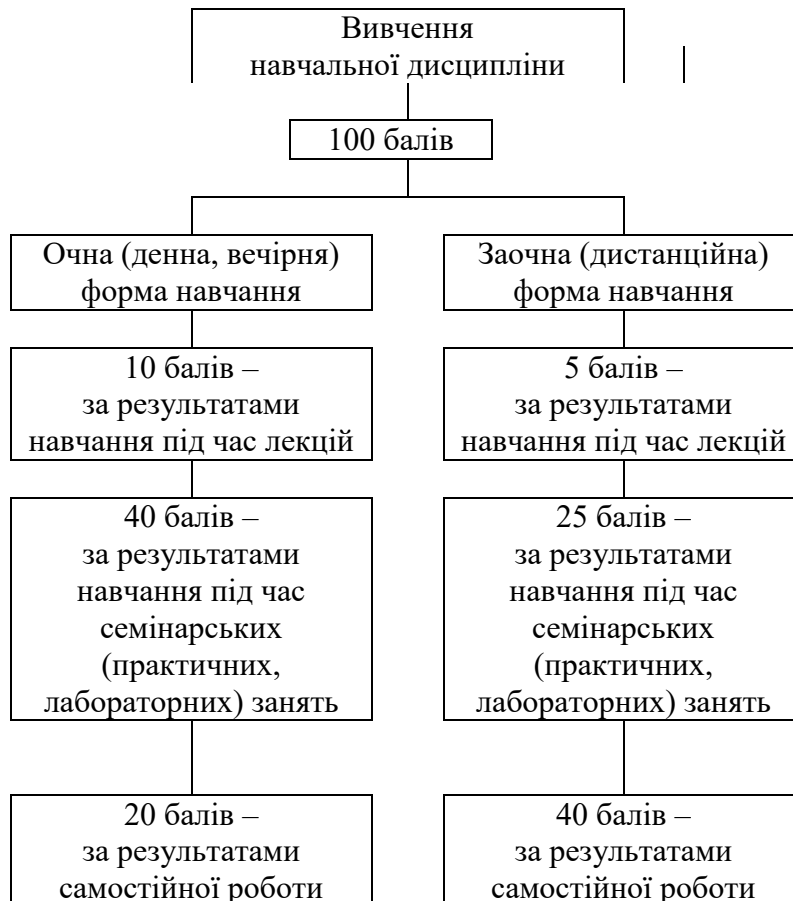 Вивчення
навчальної дисципліни
100 балів
Очна (денна, вечірня)
форма навчання
Заочна (дистанційна)
форма навчання
10 балів –
за результатами
навчання під час лекцій
5 балів –
за результатами
навчання під час лекцій
40 балів –
за результатами
навчання під час
семінарських
(практичних,
лабораторних) занять
25 балів –
за результатами
навчання під час
семінарських
(практичних,
лабораторних) занять
20 балів –
за результатами
самостійної роботи
40 балів –
за результатами
самостійної роботи